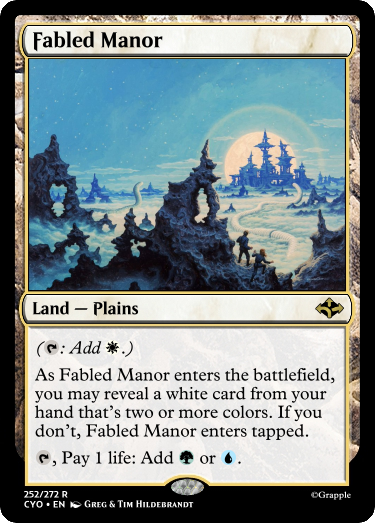 Fabled Manor
Land — Plains
(: Add .)
As Fabled Manor enters the battlefield,
you may reveal a white card from your
hand that's two or more colors. If you
don't, Fabled Manor enters tapped.
, Pay 1 life: Add or .
252/272 R
CYO • EN Greg & Tim Hildebrandt
©Grapple